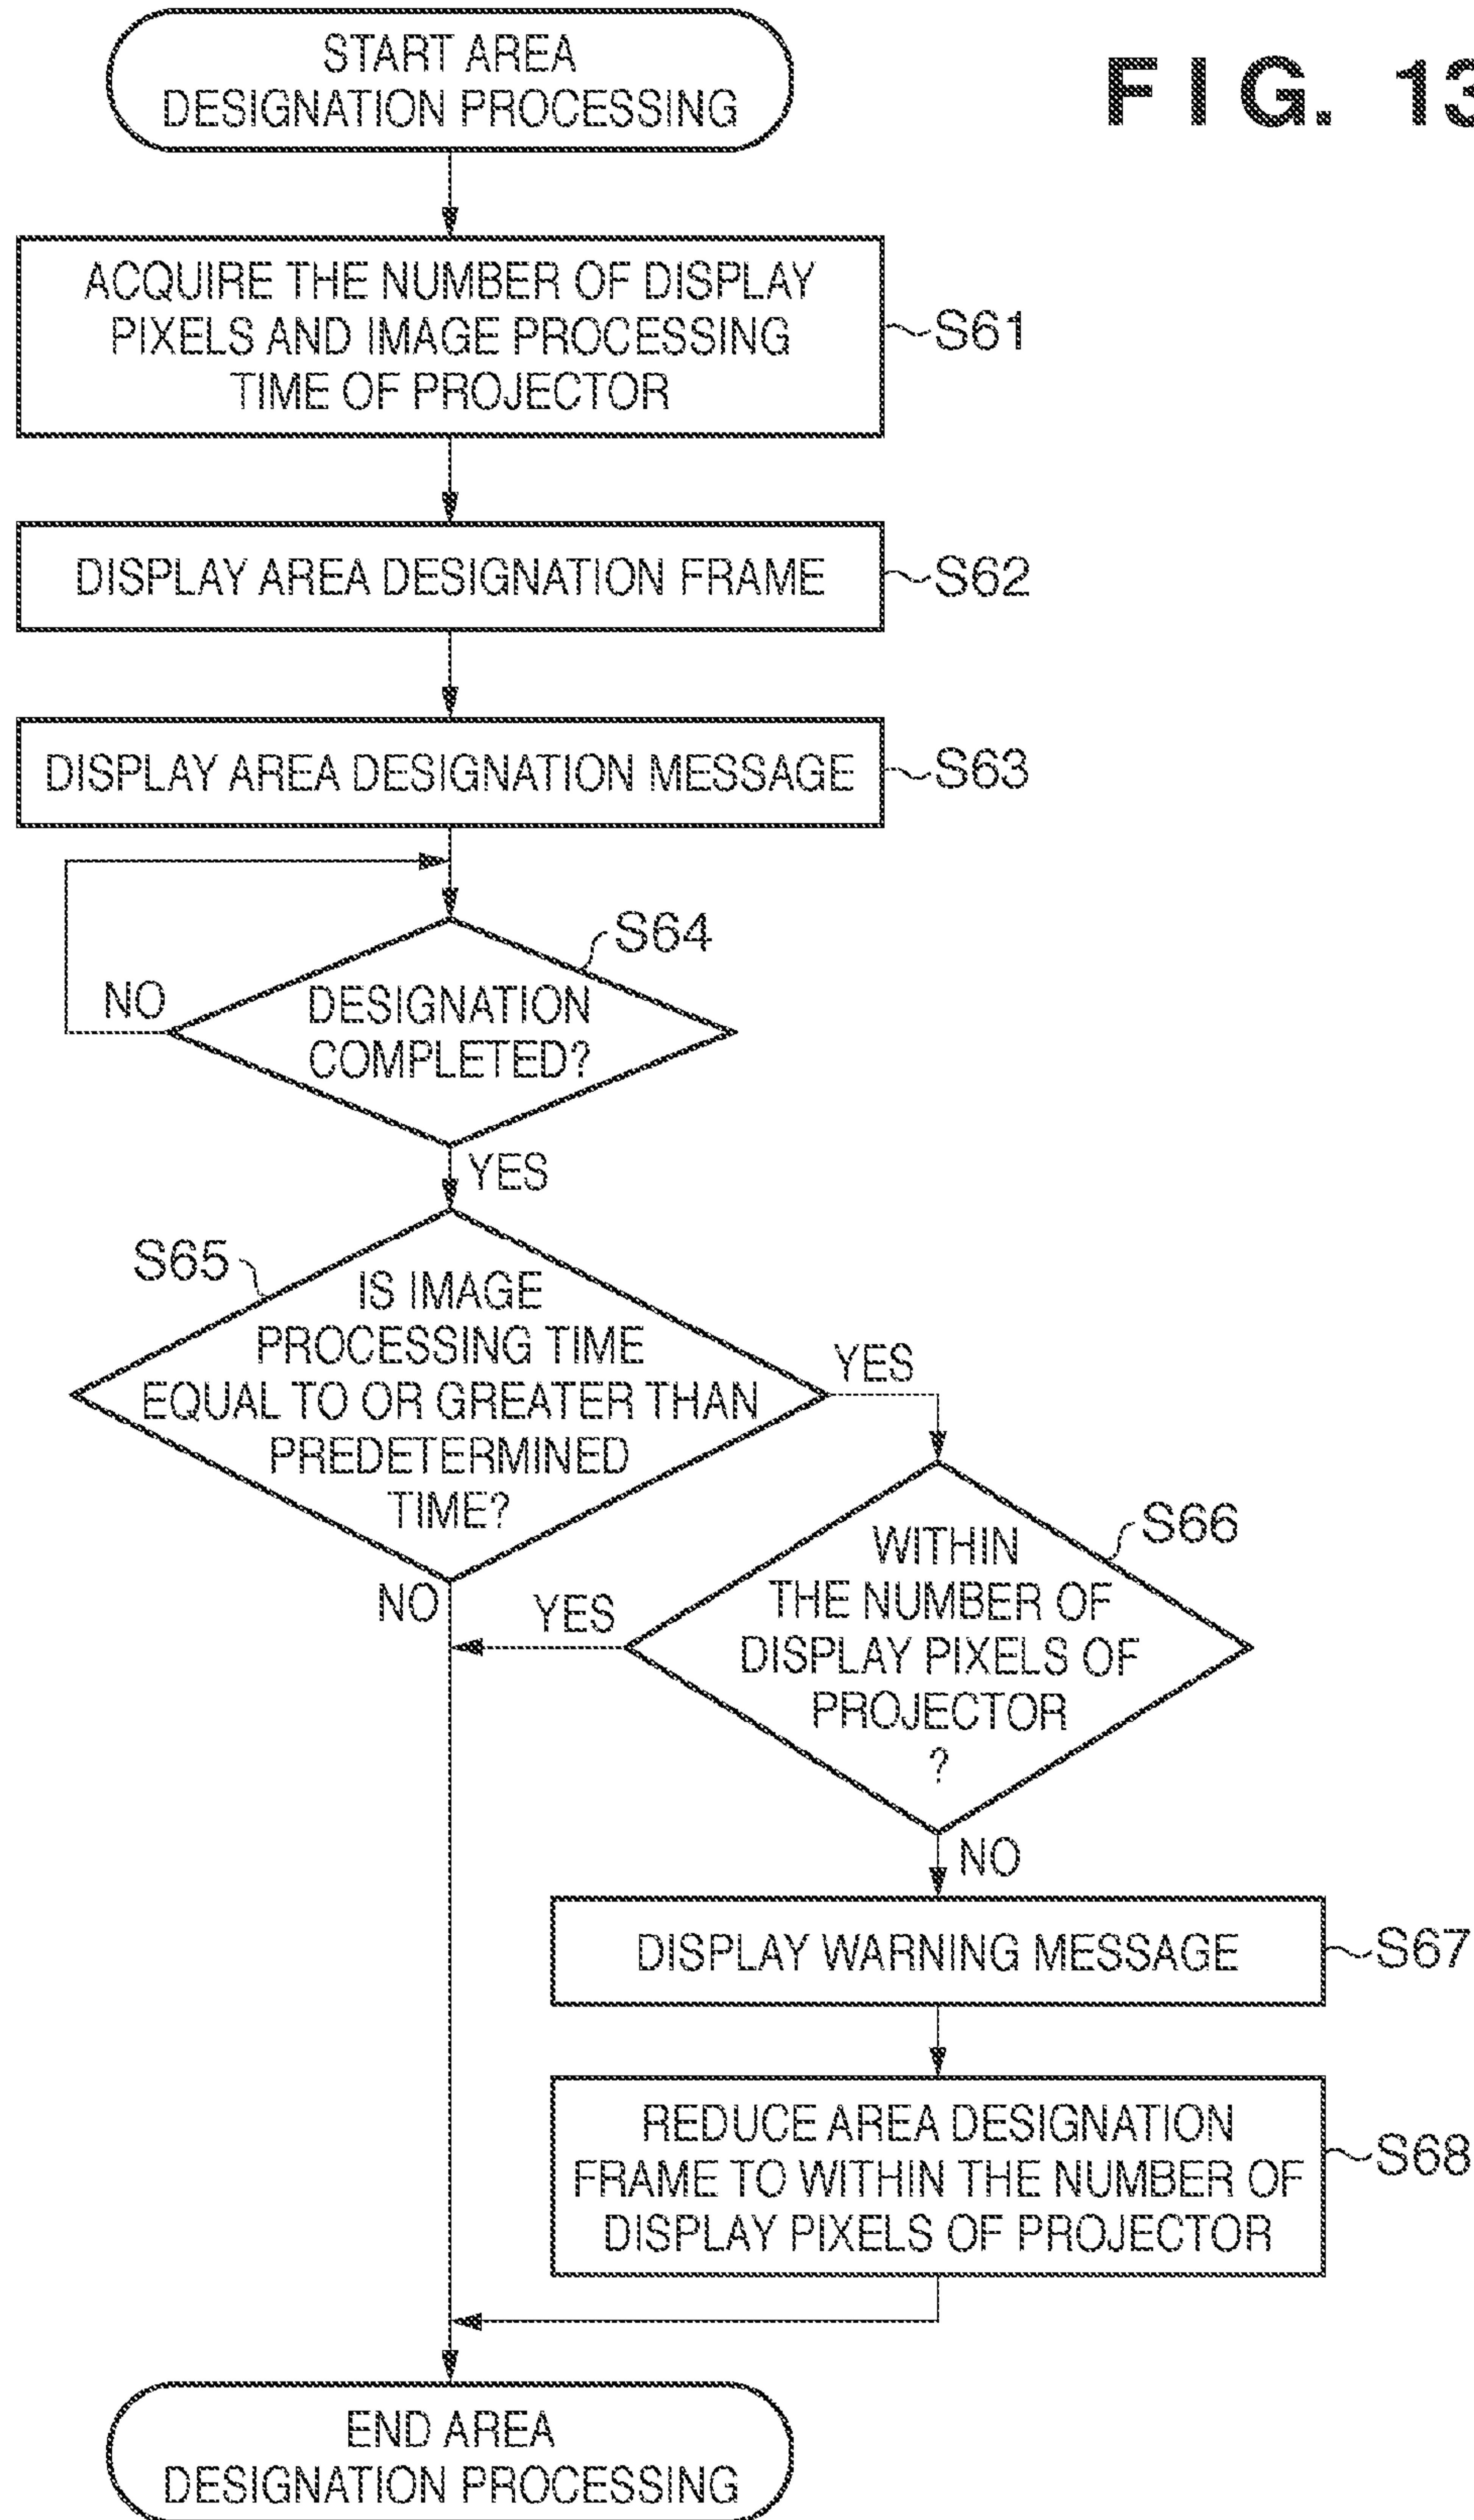 START AREA
DESIGNATION PROCESSING
FIG. 13
ACQUIRE THE NUMBER OF DISPLAY
PIXELS AND IMAGE PROCESSING
TIME OF PROJECTOR
S61
DISPLAY AREA DESIGNATION FRAME
S62
DISPLAY AREA DESIGNATION MESSAGE
S63
S64
NO
DESIGNATION
COMPLETED?
YES
S65
IS IMAGE
PROCESSING TIME
EQUAL TO OR GREATER THAN
PREDETERMINED
TIME?
YES
NO
S66
WITHIN
THE NUMBER OF
DISPLAY PIXELS OF
PROJECTOR
?
YES
NO
DISPLAY WARNING MESSAGE
S67
REDUCE AREA DESIGNATION
FRAME TO WITHIN THE NUMBER OF
DISPLAY PIXELS OF PROJECTOR
S68
END AREA
DESIGNATION PROCESSING